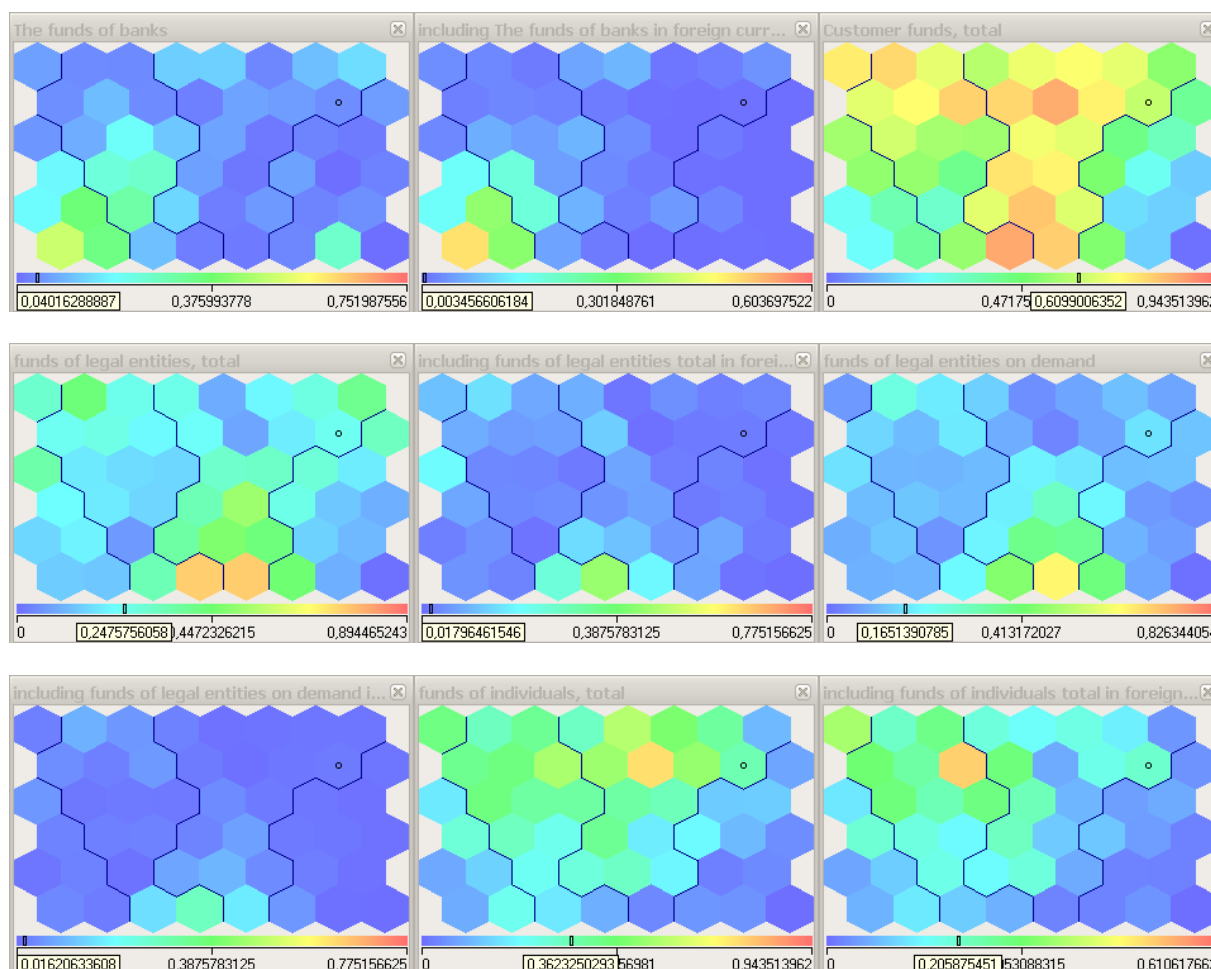 The funds of banks
including The funds of banks in foreign curr...
Customer funds, total
0,04016288887 0,375993778 0,751987556
0,003456606184 0,301848761 0,603697522
0 0,47175 0,6099006352 0,943513962
funds of legal entities, total
including funds of legal entities total in forei...
funds of legal entities on demand
0 0,2475756058 0,4472326215 0,894465243
0,01796461546 0,3875783125 0,775156625
0 0,1651390785 0,413172027 0,826344054
including funds of legal entities on demand i...
funds of individuals, total
including funds of individuals total in foreign...
0,01620633608 0,3875783125 0,775156625
0 0,3623250293 56981 0,943513962
0 0,205875451 53088315 0,61061766